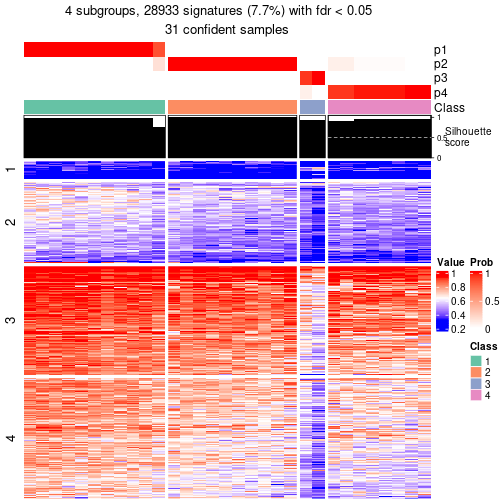 4 subgroups, 28933 signatures (7.7%) with fdr < 0.05
31 confident samples
p1
p2
p3
p4
Class
1
0.5
0
Silhouette
score
1
2
3
4
Value
1
0.8
0.6
0.4
0.2
Prob
1
0.5
0
Class
1
2
3
4